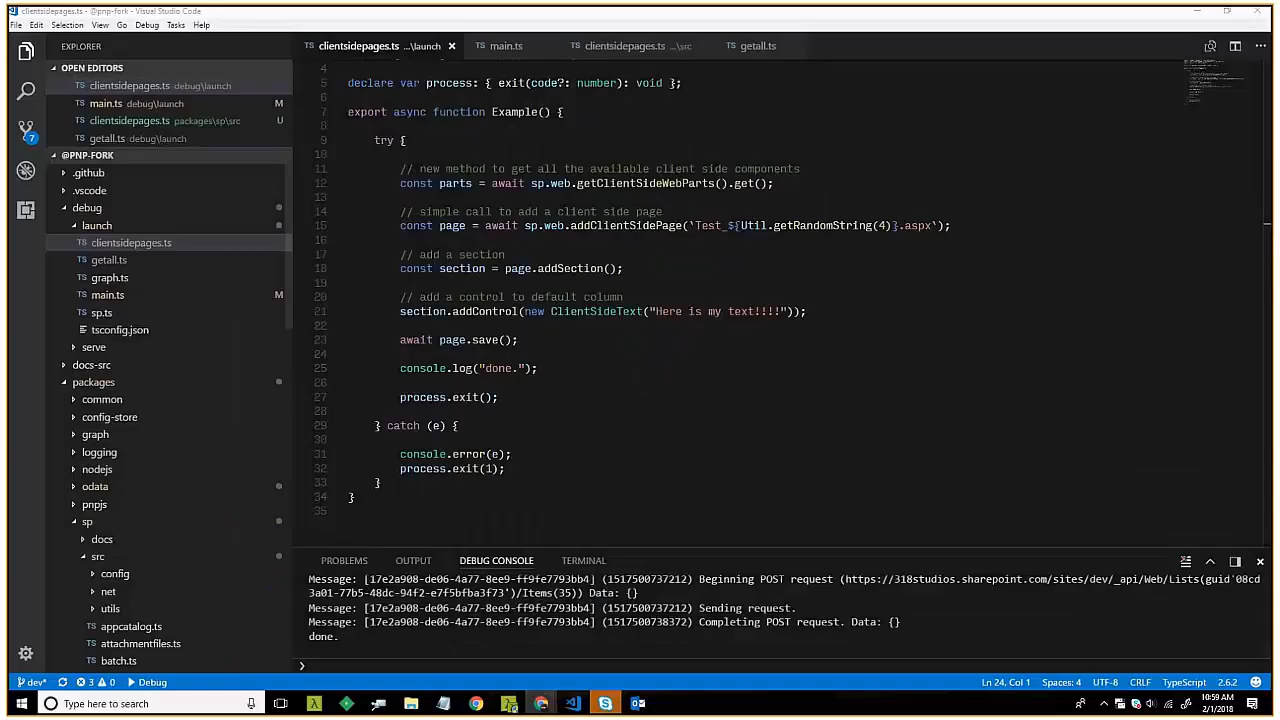 clientsidepages.ts - @pnp-fork - Visual Studio Code
File Edit Selection View Go Debug Tasks Help
EXPLORER
clientsidepages.ts ...\launch
main.ts
clientsidepages.ts ...\src
getall.ts
OPEN EDITORS
clientsidepages.ts debug\launch
main.ts debug\launch M
clientsidepages.ts packages\sp\src U
getall.ts debug\launch
@PNP-FORK
.github
.vscode
debug
launch
TS clientsidepages.ts
TS getall.ts
TS graph.ts
TS main.ts M
TS sp.ts
tsconfig.json
serve
docs-src
packages
common
config-store
graph
logging
nodejs
odata
pnpjs
sp
docs
src
config
net
utils
TS appcatalog.ts
TS attachmentfiles.ts
TS batch.ts
7
4
5 declare var process: { exit(code?: number): void };
6
7 export async function Example() {
8
9 try {
10
11 // new method to get all the available client side components
12 const parts = await sp.web.getClientSideWebParts().get();
13
14 // simple call to add a client side page
15 const page = await sp.web.addClientSidePage(`Test_${Util.getRandomString(4)}.aspx`);
16
17 // add a section
18 const section = page.addSection();
19
20 // add a control to default column
21 section.addControl(new ClientSideText("Here is my text!!!!"));
22
23 await page.save();
24
25 console.log("done.");
26
27 process.exit();
28
29 } catch (e) {
30
31 console.error(e);
32 process.exit(1);
33 }
34 }
35
PROBLEMS OUTPUT DEBUG CONSOLE TERMINAL
Message: [17e2a908-de06-4a77-8ee9-ff9fe7793bb4] (1517500737212) Beginning POST request (https://318studios.sharepoint.com/sites/dev/_api/Web/Lists(guid'08cd
3a01-77b5-48dc-94f2-e7f5bfba3f73')/Items(35)) Data: {}
Message: [17e2a908-de06-4a77-8ee9-ff9fe7793bb4] (1517500737212) Sending request.
Message: [17e2a908-de06-4a77-8ee9-ff9fe7793bb4] (1517500738372) Completing POST request. Data: {}
done.
dev* 3 0 Debug
Ln 24, Col 1 Spaces: 4 UTF-8 CRLF TypeScript 2.6.2
Type here to search
10:59 AM
2/1/2018